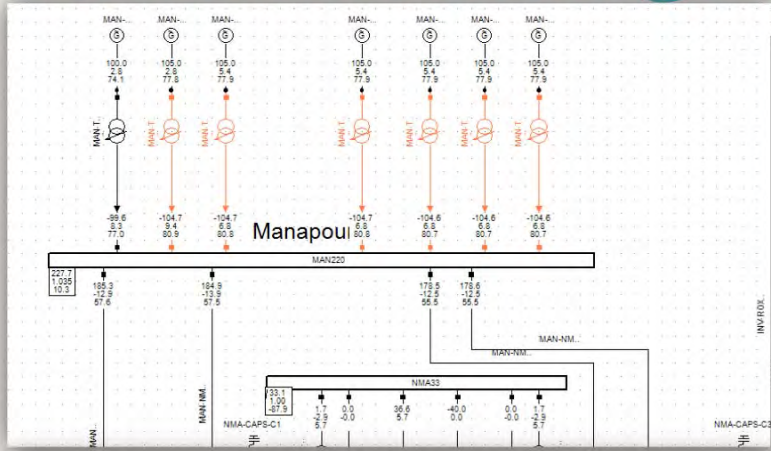 MAN-... MAN-... MAN-... MAN-... MAN-... MAN-... MAN-...
G G G G G G G
100.0 105.0 105.0 105.0 105.0 105.0 105.0
2.8 2.8 5.4 5.4 5.4 5.4 5.4
74.1 77.8 77.9 77.9 77.9 77.9 77.9
MAN-T... MAN-T MAN-T MAN-T MAN-T MAN-T MAN-T
-99.6 -104.7 -104.7 -104.7 -104.6 -104.6 -104.6
8.3 9.4 6.8 6.8 6.8 6.8 6.8
77.0 80.9 80.8 80.8 80.7 80.7 80.7
Manapouri
MAN220
227.7
1.035
10.3
185.3 184.9 178.5 178.6
-12.9 -13.9 -12.5 -12.5
57.6 57.5 55.5 55.5
MAN-NM...
MAN-NM...
INV-ROX...
NMA33
33.1
1.00
-87.9
1.7 0.0 36.6 -40.0 0.0 1.7
-2.9 -0.0 5.7 0.0 -0.0 -2.9
5.7 5.7
MAN... MAN-NM...
NMA-CAPS-C1 NMA-CAPS-C3